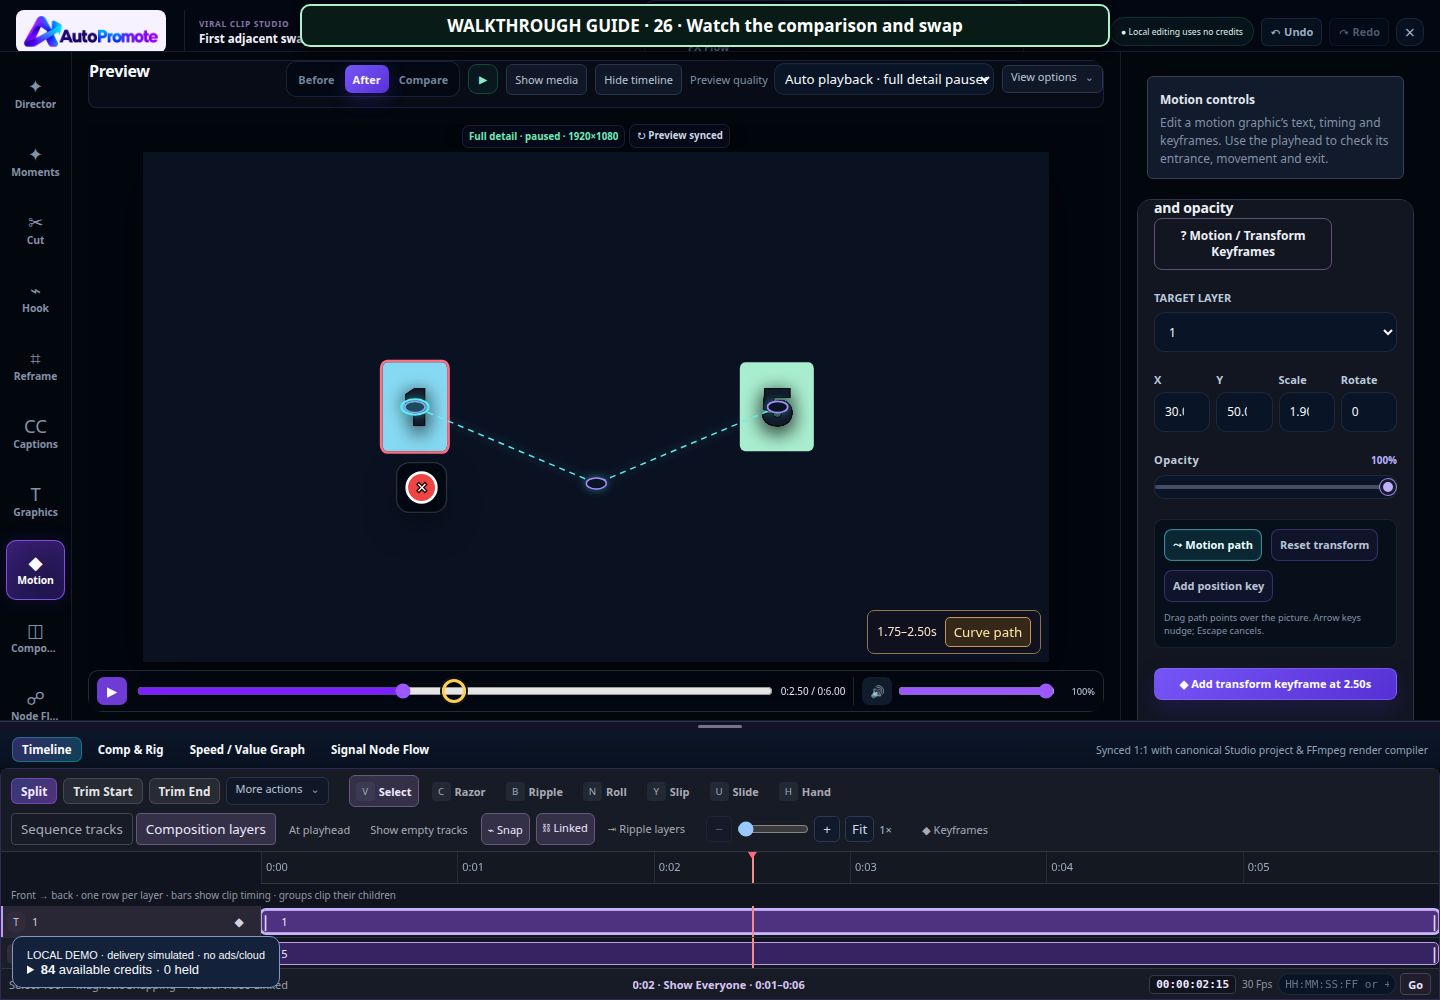 WALKTHROUGH GUIDE · 26 · Watch the comparison and swap
AutoPromote
VIRAL CLIP STUDIO
First adjacent swa
● Local editing uses no credits
↶ Undo
↷ Redo
✕
Preview
Before
After
Compare
▶
Show media
Hide timeline
Preview quality
Auto playback · full detail pause
View options
Full detail · paused · 1920×1080
↻ Preview synced
Director
Moments
Cut
Hook
Reframe
CC
Captions
T
Graphics
Motion
Compo...
Node Fl...
1
5
1.75–2.50s
Curve path
0:2.50 / 0:6.00
100%
Motion controls
Edit a motion graphic's text, timing and
keyframes. Use the playhead to check its
entrance, movement and exit.
and opacity
? Motion / Transform
Keyframes
TARGET LAYER
1
X
Y
Scale
Rotate
30.(
50.(
1.9(
0
Opacity
100%
⤳ Motion path
Reset transform
Add position key
Drag path points over the picture. Arrow keys
nudge; Escape cancels.
◆ Add transform keyframe at 2.50s
Timeline
Comp & Rig
Speed / Value Graph
Signal Node Flow
Synced 1:1 with canonical Studio project & FFmpeg render compiler
Split
Trim Start
Trim End
More actions
V Select
C Razor
B Ripple
N Roll
Y Slip
U Slide
H Hand
Sequence tracks
Composition layers
At playhead
Show empty tracks
⌁ Snap
⛓ Linked
⇥ Ripple layers
−
+
Fit
1×
◆ Keyframes
0:00
0:01
0:02
0:03
0:04
0:05
Front → back · one row per layer · bars show clip timing · groups clip their children
T 1
◆
1
5
LOCAL DEMO · delivery simulated · no ads/cloud
▶ 84 available credits · 0 held
0:02 · Show Everyone · 0:01–0:06
00:00:02:15
30 Fps
HH:MM:SS:FF or +
Go